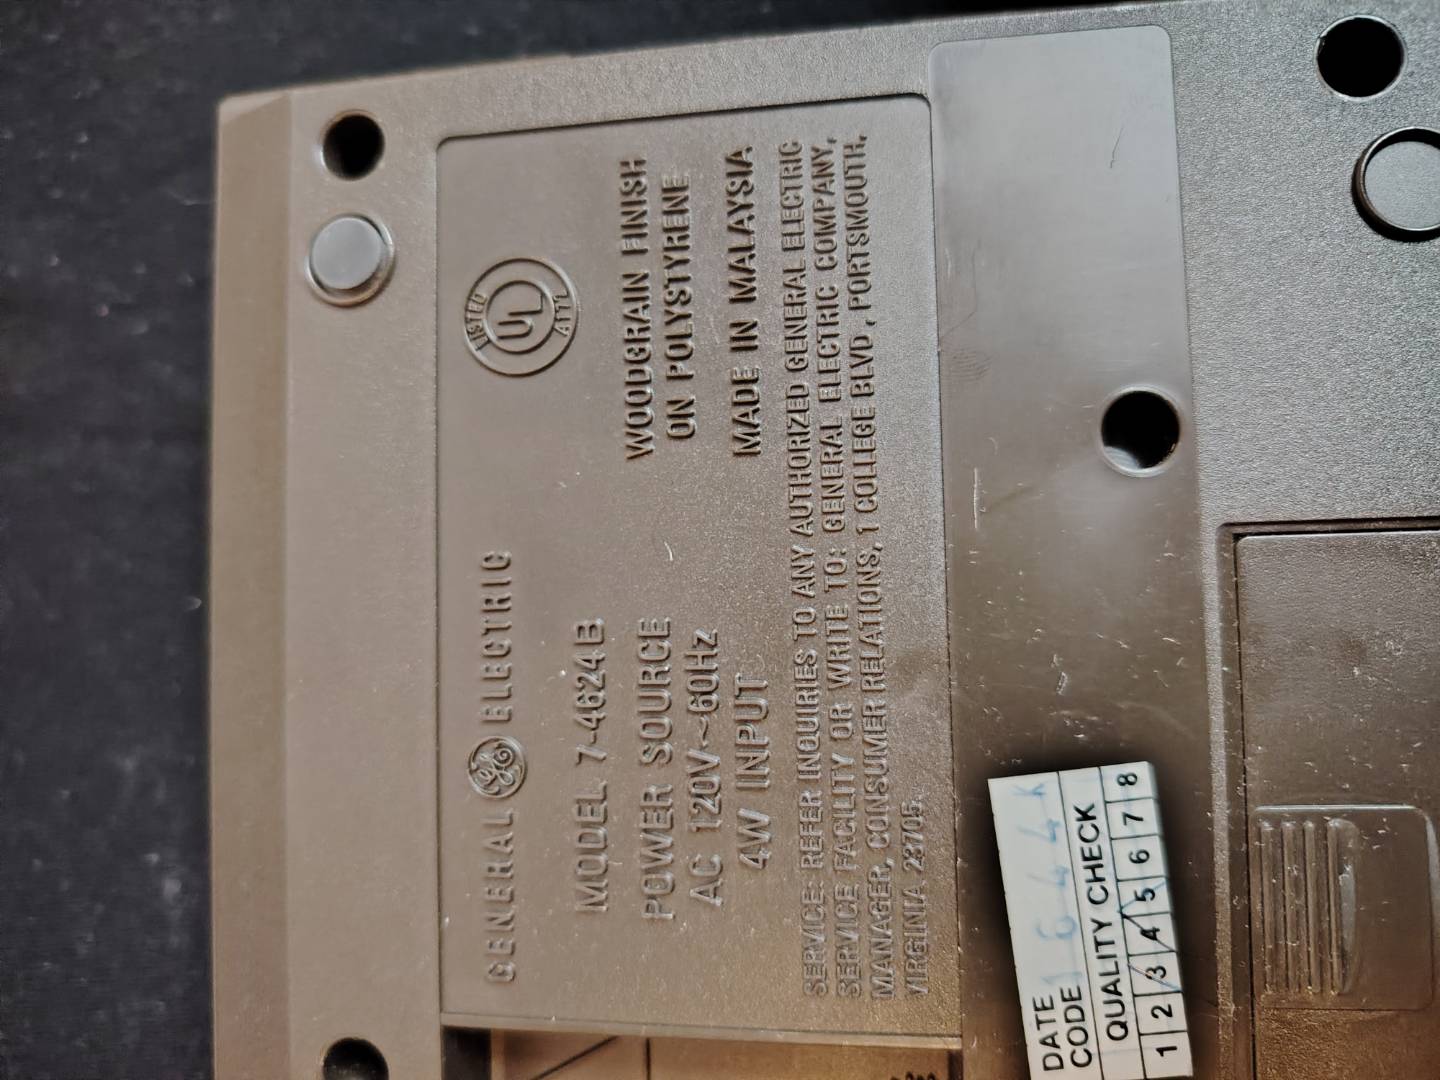 GENERAL GE ELECTRIC
MODEL 7-4624B
POWER SOURCE
AC 120V~60Hz
4W INPUT
LISTED
UL
A177
WOODGRAIN FINISH
ON POLYSTYRENE
MADE IN MALAYSIA
SERVICE: REFER INQUIRIES TO ANY AUTHORIZED GENERAL ELECTRIC
SERVICE FACILITY OR WRITE TO: GENERAL ELECTRIC COMPANY,
MANAGER, CONSUMER RELATIONS, 1 COLLEGE BLVD., PORTSMOUTH,
VIRGINIA 23705.
DATE
CODE 1644K
QUALITY CHECK
1 2 3 4 5 6 7 8